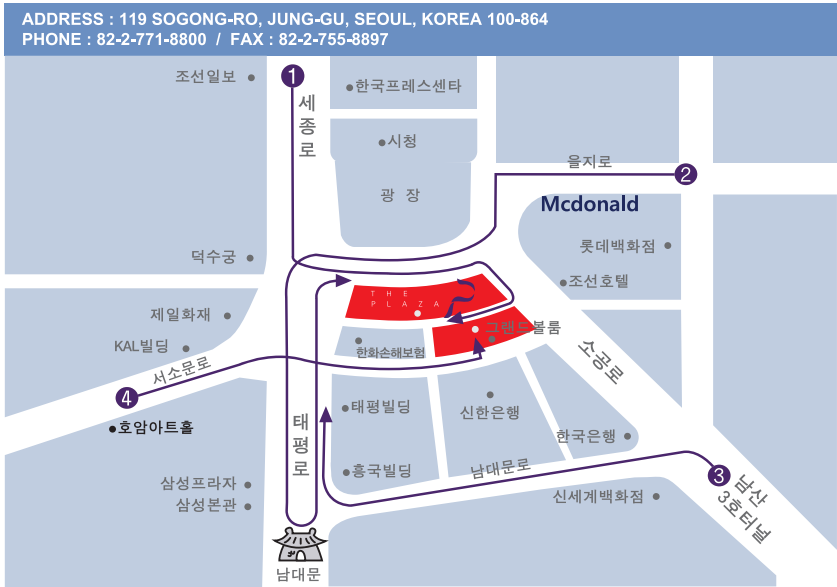 ADDRESS : 119 SOGONG-RO, JUNG-GU, SEOUL, KOREA 100-864
PHONE : 82-2-771-8800 / FAX : 82-2-755-8897
조선일보
1
세종로
한국프레스센타
시청
을지로
2
광 장
Mcdonald
덕수궁
롯데백화점
조선호텔
THE
PLAZA
제일화재
그랜드볼룸
KAL빌딩
한화손해보험
서소문로
소공로
4
호암아트홀
태평로
태평빌딩
신한은행
한국은행
흥국빌딩
남대문로
3
남산
3호터널
삼성프라자
삼성본관
신세계백화점
남대문